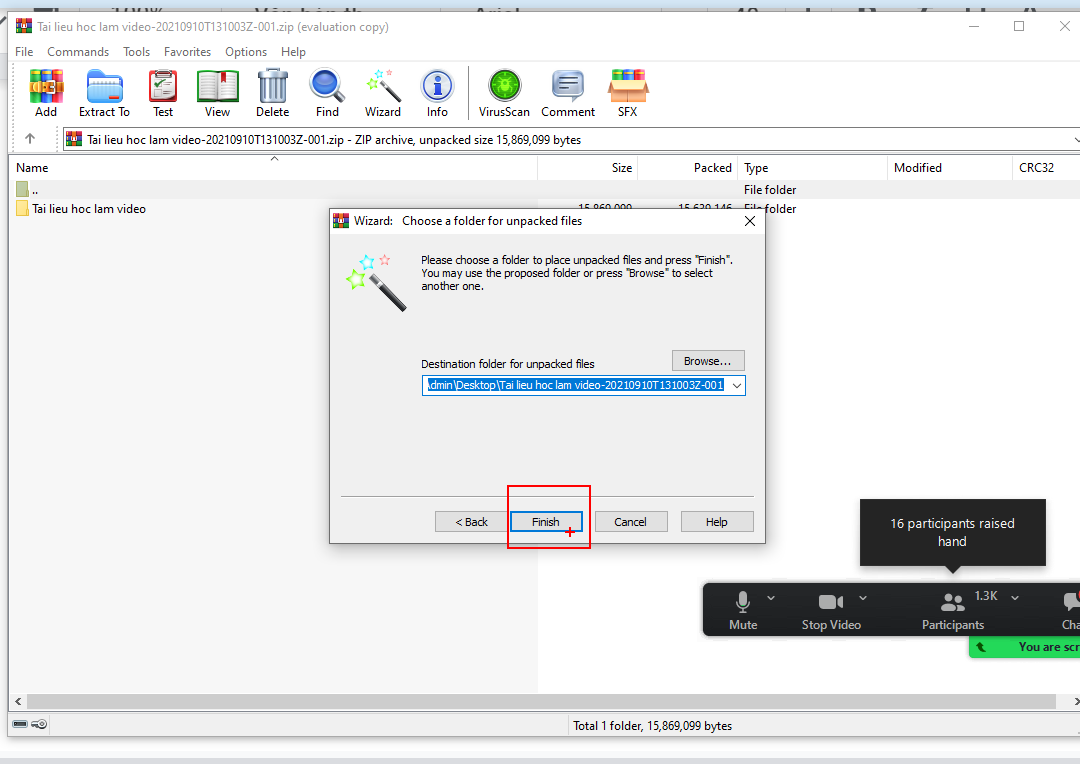 Tai lieu hoc lam video-20210910T131003Z-001.zip (evaluation copy)
File Commands Tools Favorites Options Help
Add Extract To Test View Delete Find Wizard Info VirusScan Comment SFX
Tai lieu hoc lam video-20210910T131003Z-001.zip - ZIP archive, unpacked size 15,869,099 bytes
Name Size Packed Type Modified CRC32
.. File folder
Tai lieu hoc lam video 15,869,099 File folder
Wizard: Choose a folder for unpacked files
Please choose a folder to place unpacked files and press "Finish".
You may use the proposed folder or press "Browse" to select
another one.
Browse...
Destination folder for unpacked files
\dmin\Desktop\Tai lieu hoc lam video-20210910T131003Z-001
< Back Finish Cancel Help
16 participants raised
hand
1.3K
Mute Stop Video Participants Cha
You are scr
Total 1 folder, 15,869,099 bytes